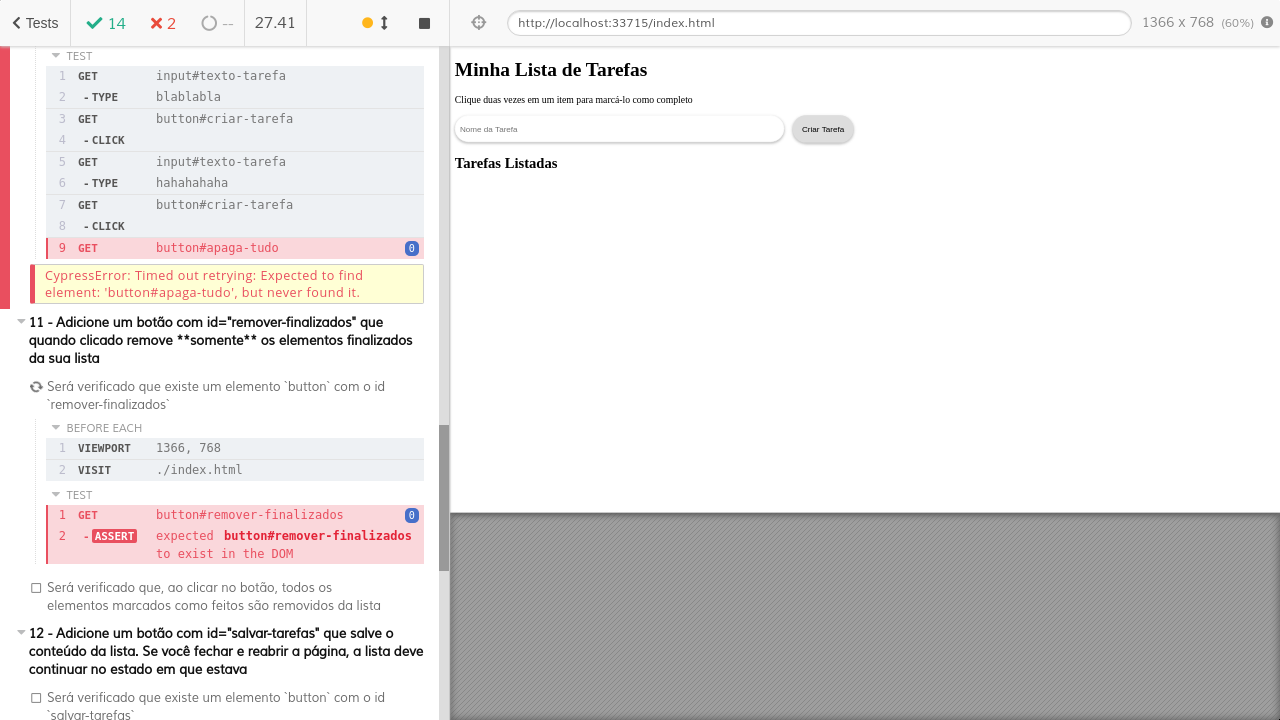 Tests 14 2 -- 27.41 http://localhost:33715/index.html 1366 x 768 (60%)
TEST
1 GET input#texto-tarefa
2 - TYPE blablabla
3 GET button#criar-tarefa
4 - CLICK
5 GET input#texto-tarefa
6 - TYPE hahahahaha
7 GET button#criar-tarefa
8 - CLICK
9 GET button#apaga-tudo 0
CypressError: Timed out retrying: Expected to find
element: 'button#apaga-tudo', but never found it.
11 - Adicione um botão com id="remover-finalizados" que
quando clicado remove **somente** os elementos finalizados
da sua lista
Será verificado que existe um elemento `button` com o id
`remover-finalizados`
BEFORE EACH
1 VIEWPORT 1366, 768
2 VISIT ./index.html
TEST
1 GET button#remover-finalizados 0
2 - ASSERT expected button#remover-finalizados
to exist in the DOM
Será verificado que, ao clicar no botão, todos os
elementos marcados como feitos são removidos da lista
12 - Adicione um botão com id="salvar-tarefas" que salve o
conteúdo da lista. Se você fechar e reabrir a página, a lista deve
continuar no estado em que estava
Será verificado que existe um elemento `button` com o id
`salvar-tarefas`
Minha Lista de Tarefas
Clique duas vezes em um item para marcá-lo como completo
Nome da Tarefa Criar Tarefa
Tarefas Listadas